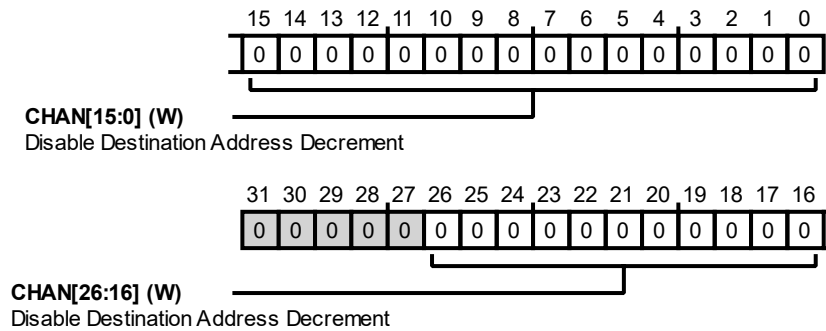 15 14 13 12 11 10 9 8 7 6 5 4 3 2 1 0
0 0 0 0 0 0 0 0 0 0 0 0 0 0 0 0
CHAN[15:0] (W)
Disable Destination Address Decrement
31 30 29 28 27 26 25 24 23 22 21 20 19 18 17 16
0 0 0 0 0 0 0 0 0 0 0 0 0 0 0 0
CHAN[26:16] (W)
Disable Destination Address Decrement